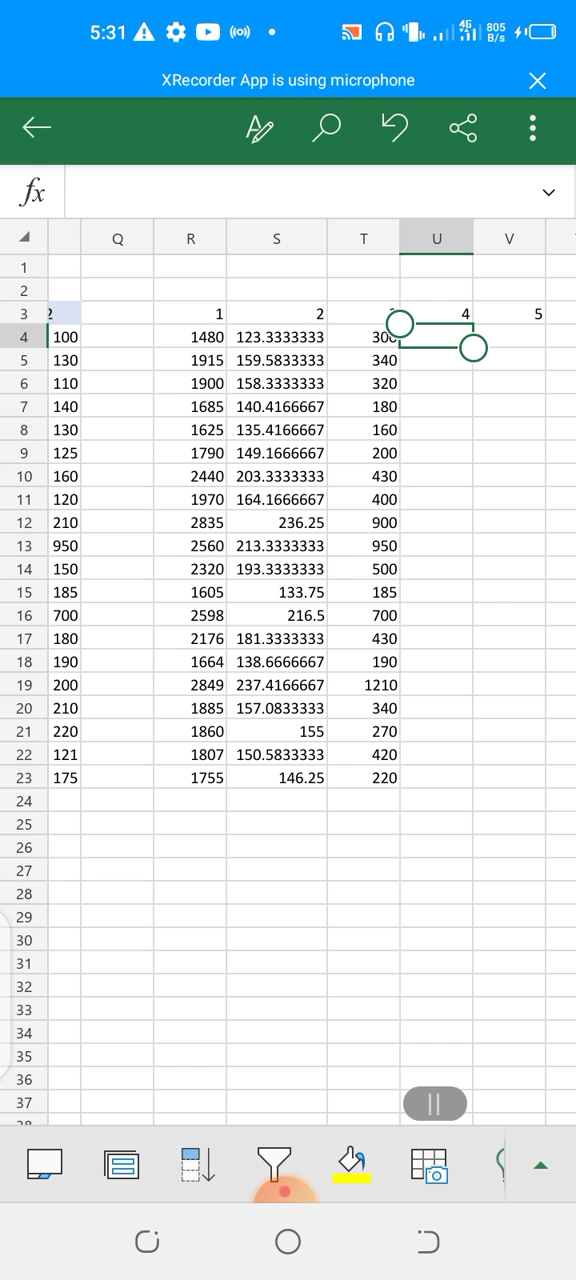 5:31 4G 805 B/s
XRecorder App is using microphone
fx
Q R S T U V
1
2
3 2 1 2 4 5
4 100 1480 123.3333333 300
5 130 1915 159.5833333 340
6 110 1900 158.3333333 320
7 140 1685 140.4166667 180
8 130 1625 135.4166667 160
9 125 1790 149.1666667 200
10 160 2440 203.3333333 430
11 120 1970 164.1666667 400
12 210 2835 236.25 900
13 950 2560 213.3333333 950
14 150 2320 193.3333333 500
15 185 1605 133.75 185
16 700 2598 216.5 700
17 180 2176 181.3333333 430
18 190 1664 138.6666667 190
19 200 2849 237.4166667 1210
20 210 1885 157.0833333 340
21 220 1860 155 270
22 121 1807 150.5833333 420
23 175 1755 146.25 220
24
25
26
27
28
29
30
31
32
33
34
35
36
37